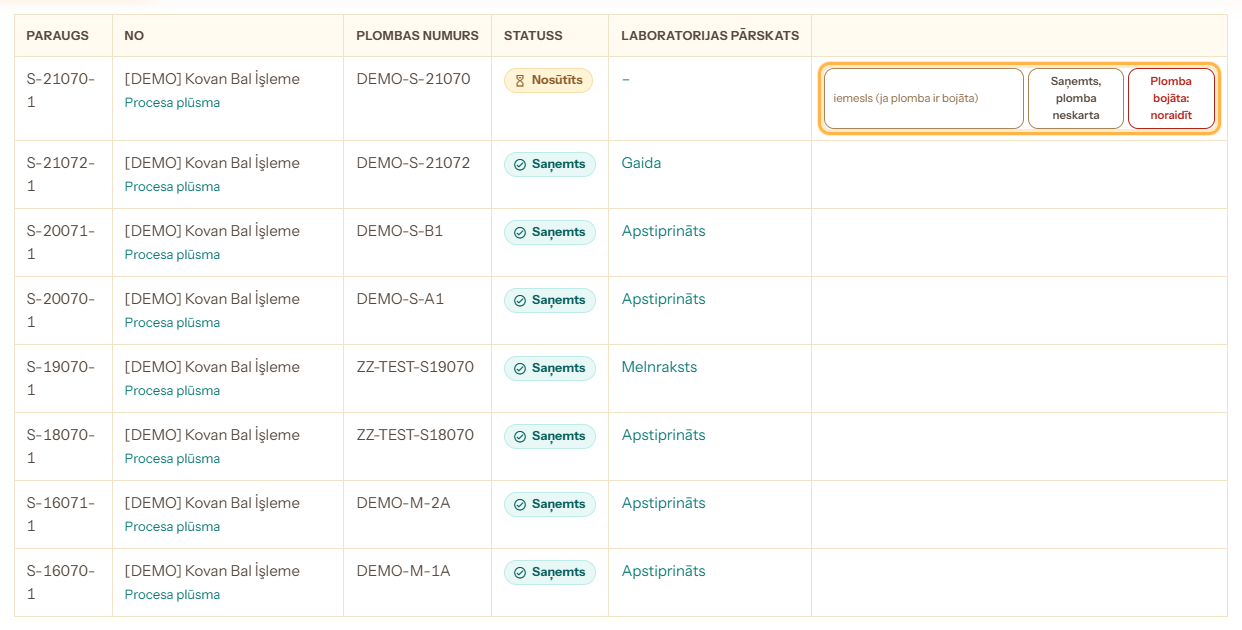 PARAUGS NO PLOMBAS NUMURS STATUSS LABORATORIJAS PĀRSKATS
S-21070-1 [DEMO] Kovan Bal İşleme DEMO-S-21070 Nosūtīts –
Procesa plūsma
iemesls (ja plomba ir bojāta)
Saņemts, plomba neskarta
Plomba bojāta: noraidīt
S-21072-1 [DEMO] Kovan Bal İşleme DEMO-S-21072 Saņemts Gaida
Procesa plūsma
S-20071-1 [DEMO] Kovan Bal İşleme DEMO-S-B1 Saņemts Apstiprināts
Procesa plūsma
S-20070-1 [DEMO] Kovan Bal İşleme DEMO-S-A1 Saņemts Apstiprināts
Procesa plūsma
S-19070-1 [DEMO] Kovan Bal İşleme ZZ-TEST-S19070 Saņemts Melnraksts
Procesa plūsma
S-18070-1 [DEMO] Kovan Bal İşleme ZZ-TEST-S18070 Saņemts Apstiprināts
Procesa plūsma
S-16071-1 [DEMO] Kovan Bal İşleme DEMO-M-2A Saņemts Apstiprināts
Procesa plūsma
S-16070-1 [DEMO] Kovan Bal İşleme DEMO-M-1A Saņemts Apstiprināts
Procesa plūsma